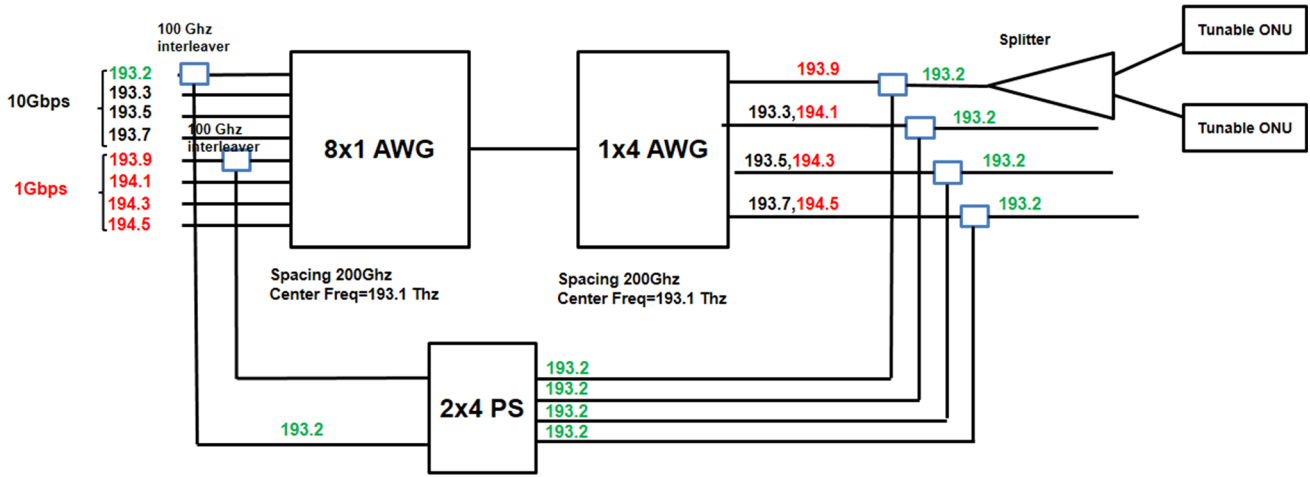 100 Ghz
interleaver
10Gbps
193.2
193.3
193.5
193.7
100 Ghz
interleaver
1Gbps
193.9
194.1
194.3
194.5
8x1 AWG
Spacing 200Ghz
Center Freq=193.1 Thz
1x4 AWG
Spacing 200Ghz
Center Freq=193.1 Thz
193.9
193.2
193.3,194.1
193.2
193.5,194.3
193.2
193.7,194.5
193.2
Splitter
Tunable ONU
Tunable ONU
193.2
2x4 PS
193.2
193.2
193.2
193.2